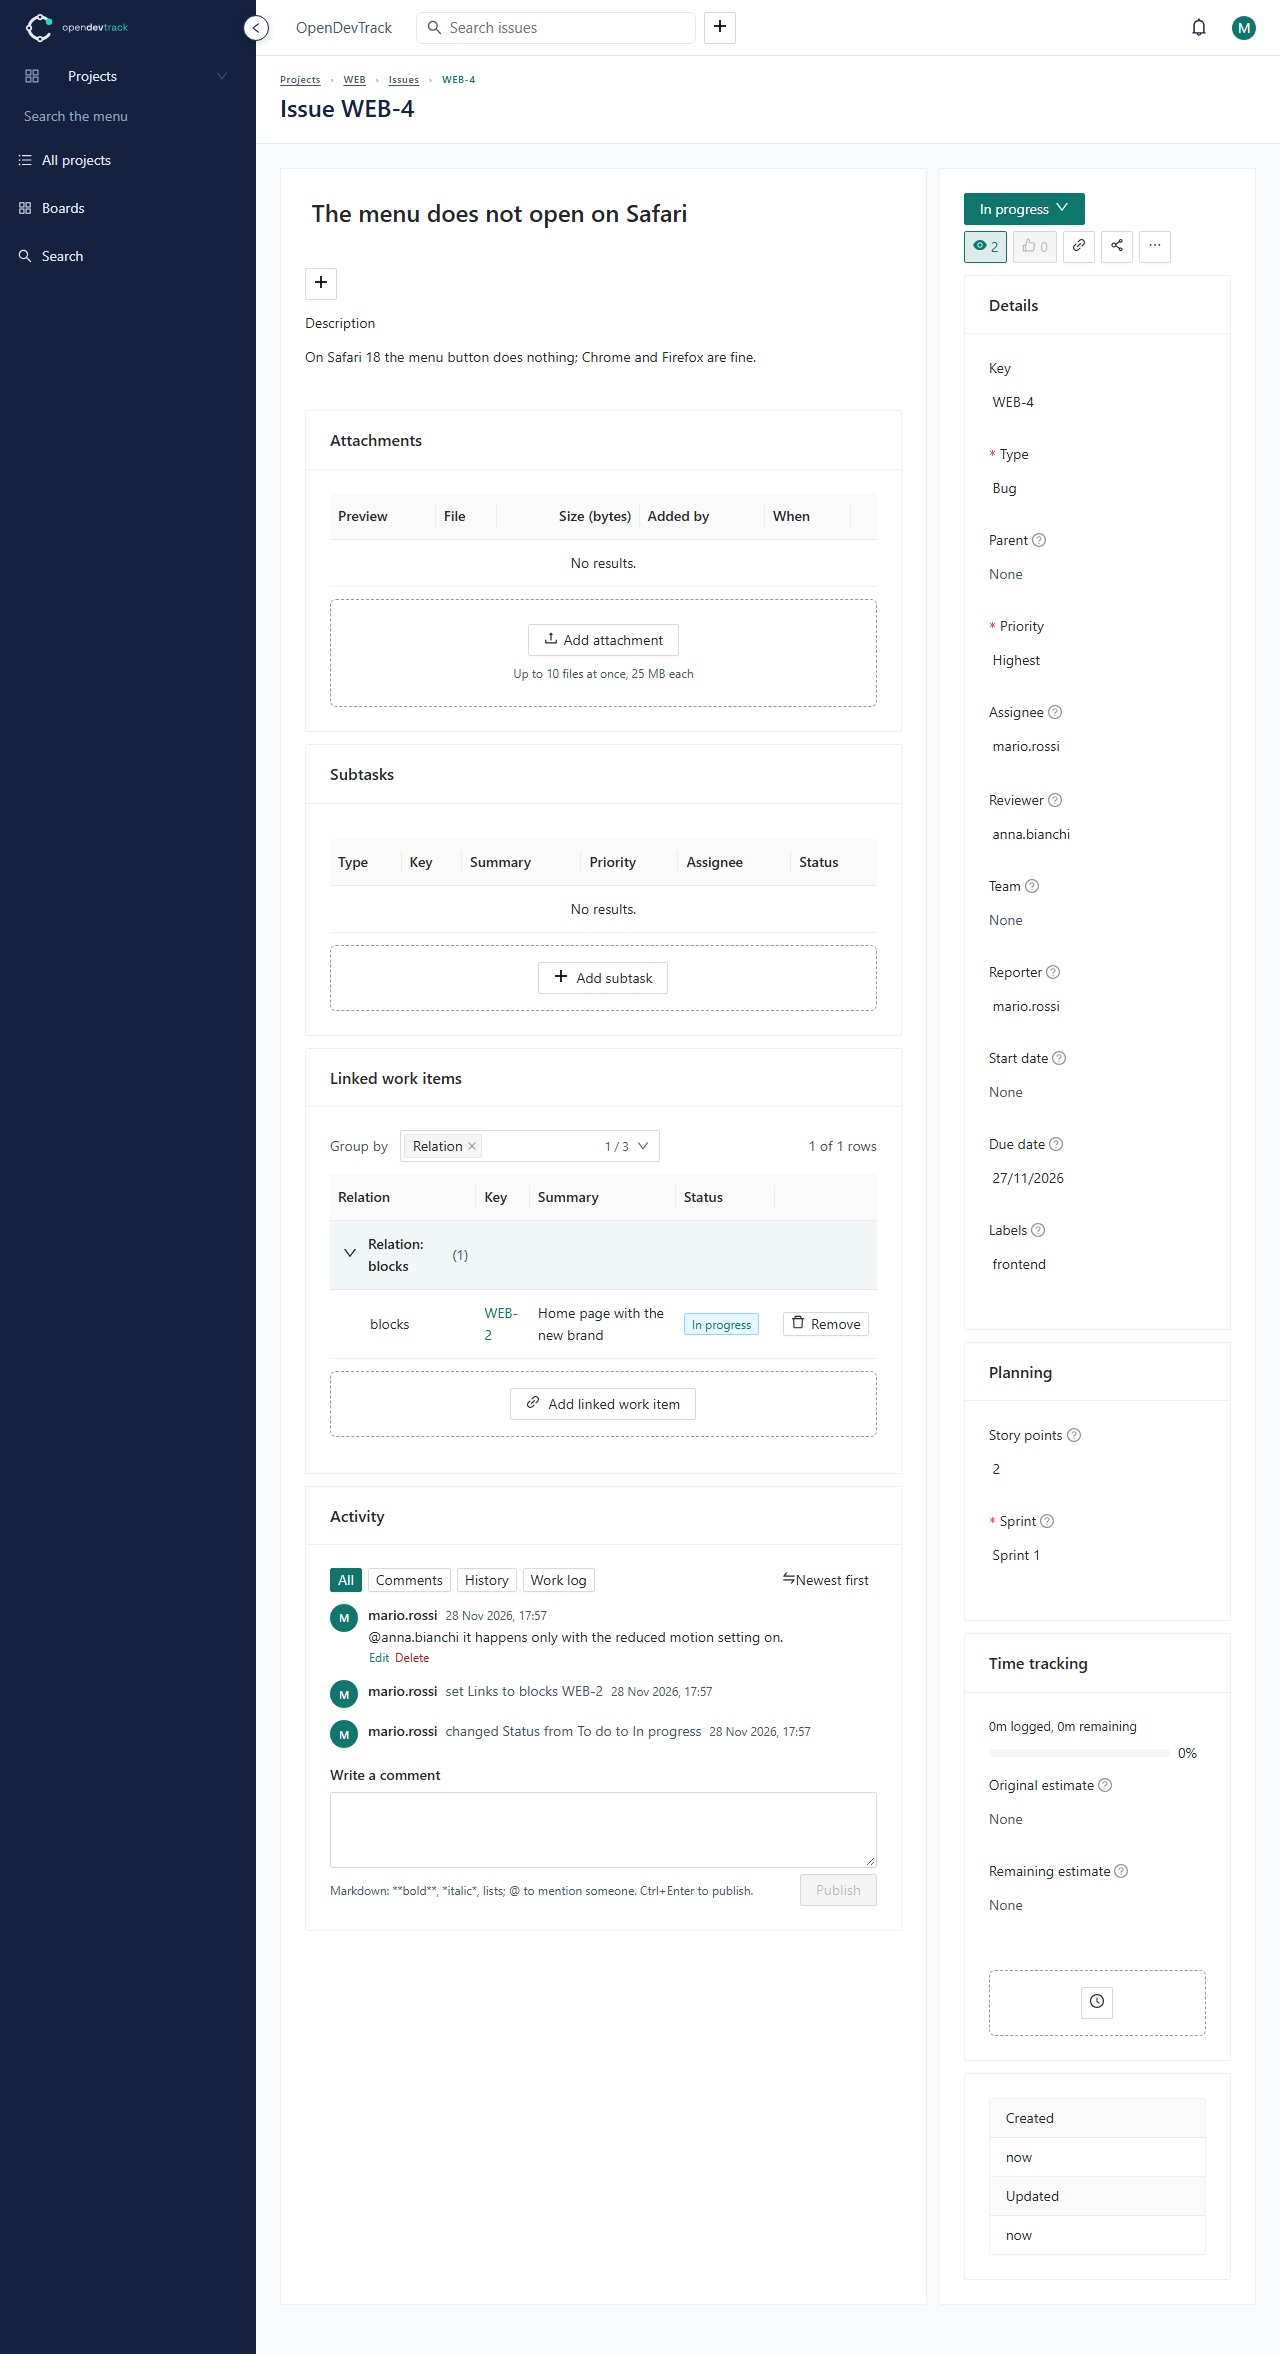 opendevtrack
Projects
Search the menu
All projects
Boards
Search
OpenDevTrack
Search issues
M
Projects › WEB › Issues › WEB-4
Issue WEB-4
The menu does not open on Safari
Description
On Safari 18 the menu button does nothing; Chrome and Firefox are fine.
Attachments
Preview File Size (bytes) Added by When
No results.
Add attachment
Up to 10 files at once, 25 MB each
Subtasks
Type Key Summary Priority Assignee Status
No results.
Add subtask
Linked work items
Group by Relation 1 / 3 1 of 1 rows
Relation Key Summary Status
Relation: blocks (1)
blocks WEB-2 Home page with the new brand In progress Remove
Add linked work item
Activity
All Comments History Work log Newest first
M mario.rossi 28 Nov 2026, 17:57
@anna.bianchi it happens only with the reduced motion setting on.
Edit Delete
M mario.rossi set Links to blocks WEB-2 28 Nov 2026, 17:57
M mario.rossi changed Status from To do to In progress 28 Nov 2026, 17:57
Write a comment
Markdown: **bold**, *italic*, lists; @ to mention someone. Ctrl+Enter to publish.
Publish
In progress
2 0
Details
Key
WEB-4
* Type
Bug
Parent
None
* Priority
Highest
Assignee
mario.rossi
Reviewer
anna.bianchi
Team
None
Reporter
mario.rossi
Start date
None
Due date
27/11/2026
Labels
frontend
Planning
Story points
2
* Sprint
Sprint 1
Time tracking
0m logged, 0m remaining
0%
Original estimate
None
Remaining estimate
None
Created
now
Updated
now